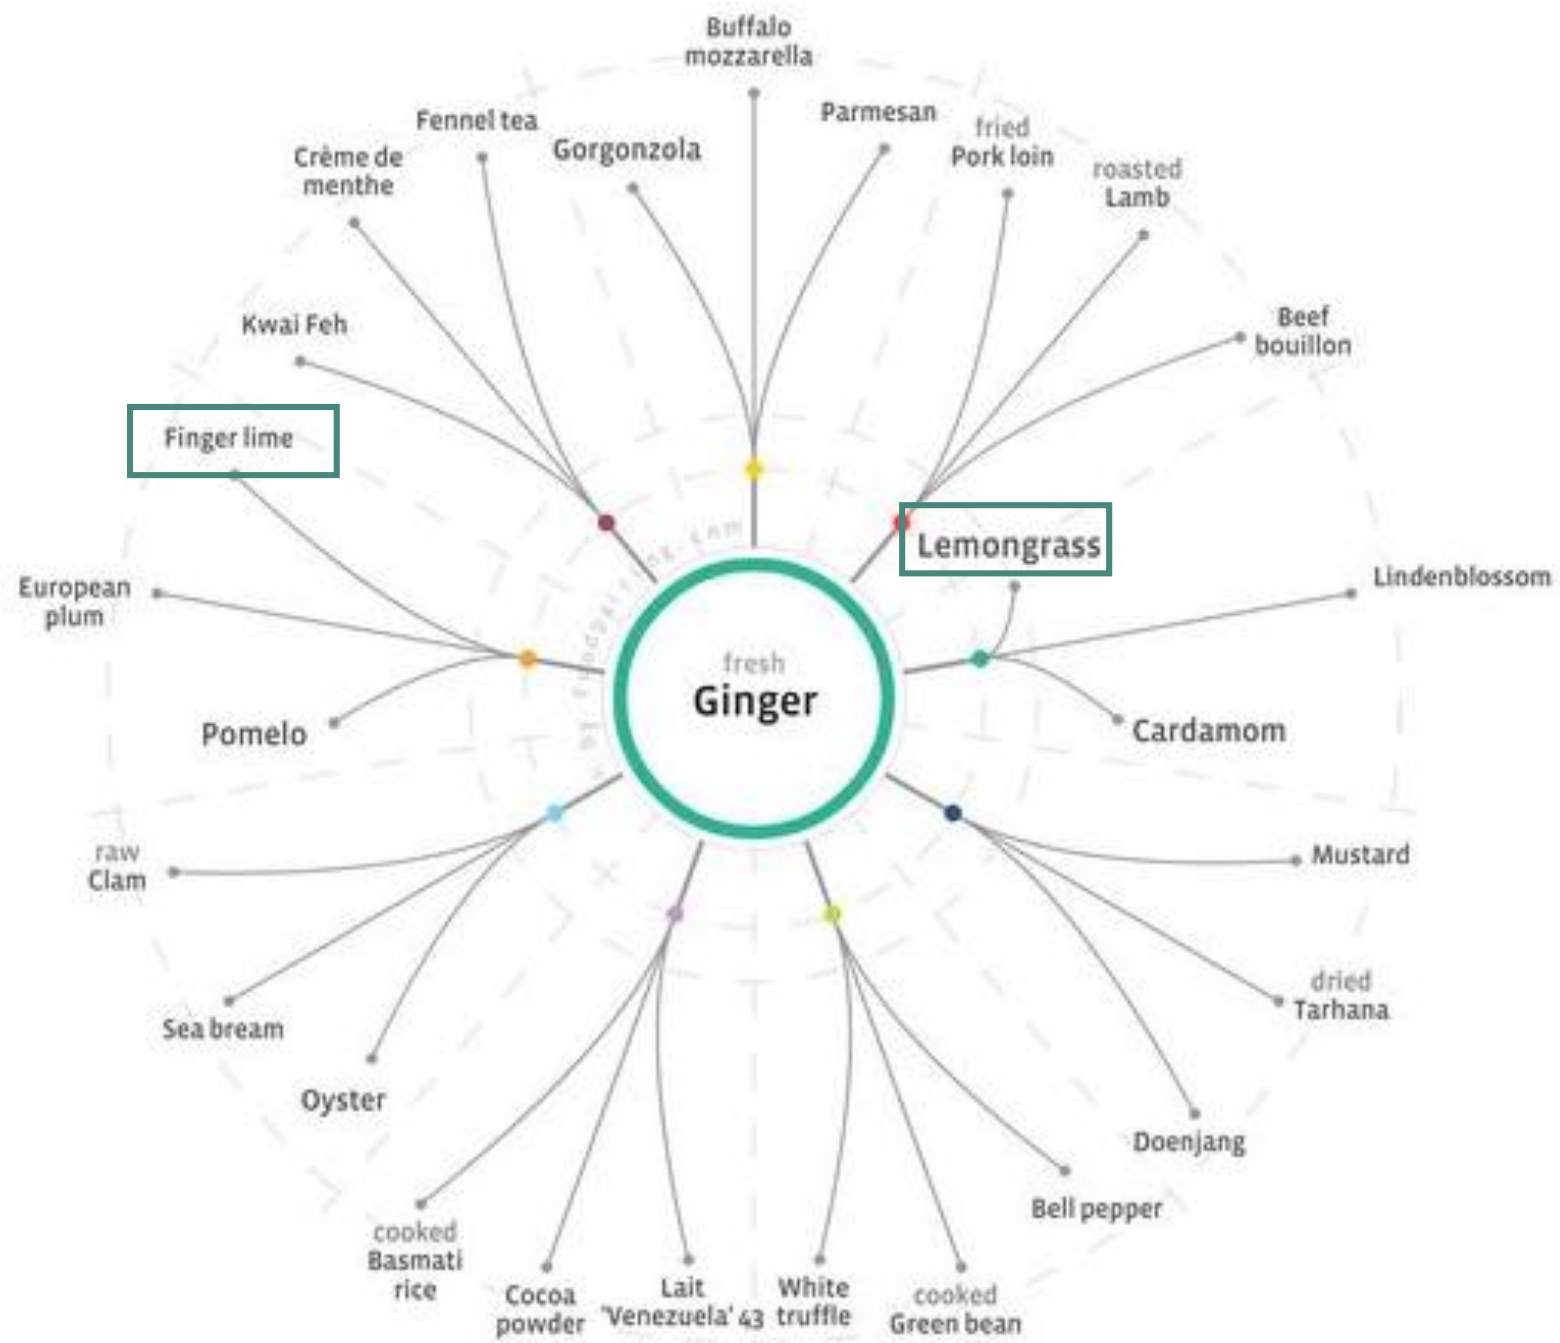 Buffalo
mozzarella
Parmesan
fried
Pork loin
roasted
Lamb
Beef
bouillon
Lemongrass
Lindenblossom
Cardamom
Mustard
dried
Tarhana
Doenjang
Bell pepper
cooked
Green bean
White
truffle
Lait
'Venezuela' 43
Cocoa
powder
cooked
Basmati
rice
Oyster
Sea bream
raw
Clam
Pomelo
European
plum
Finger lime
Kwai Feh
Crème de
menthe
Fennel tea
Gorgonzola
fresh
Ginger